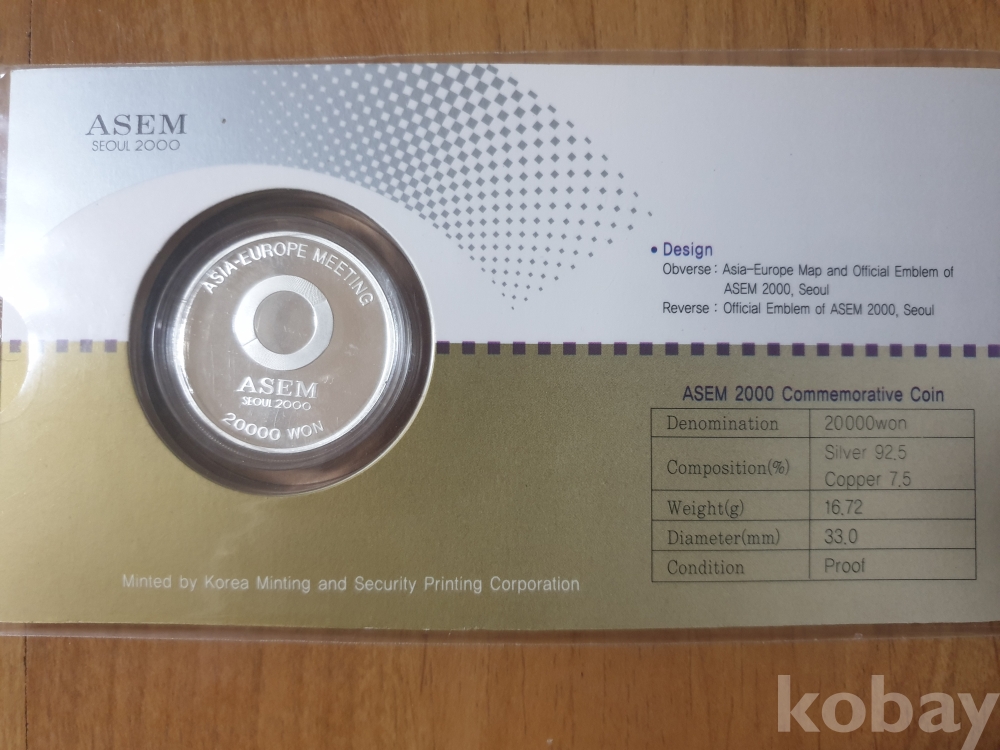 ASEM
SEOUL 2000
ASIA-EUROPE MEETING
ASEM
SEOUL 2000
20000 WON
• Design
Obverse : Asia-Europe Map and Official Emblem of
ASEM 2000, Seoul
Reverse : Official Emblem of ASEM 2000, Seoul
ASEM 2000 Commemorative Coin
Denomination 20000won
Composition(%) Silver 92.5
Copper 7.5
Weight(g) 16.72
Diameter(mm) 33.0
Condition Proof
Minted by Korea Minting and Security Printing Corporation
kobay